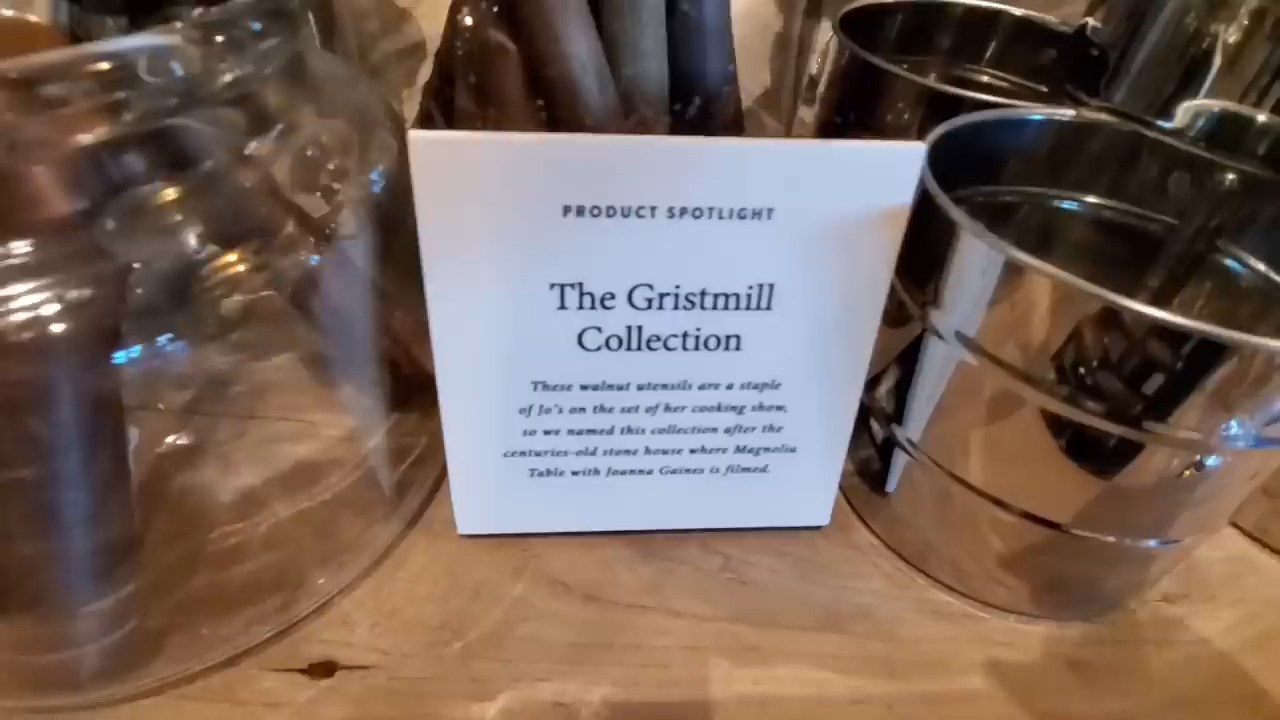 PRODUCT SPOTLIGHT
The Gristmill
Collection
These walnut utensils are a staple
of Jo's on the set of her cooking show,
so we named this collection after the
centuries-old stone house where Magnolia
Table with Joanna Gaines is filmed.